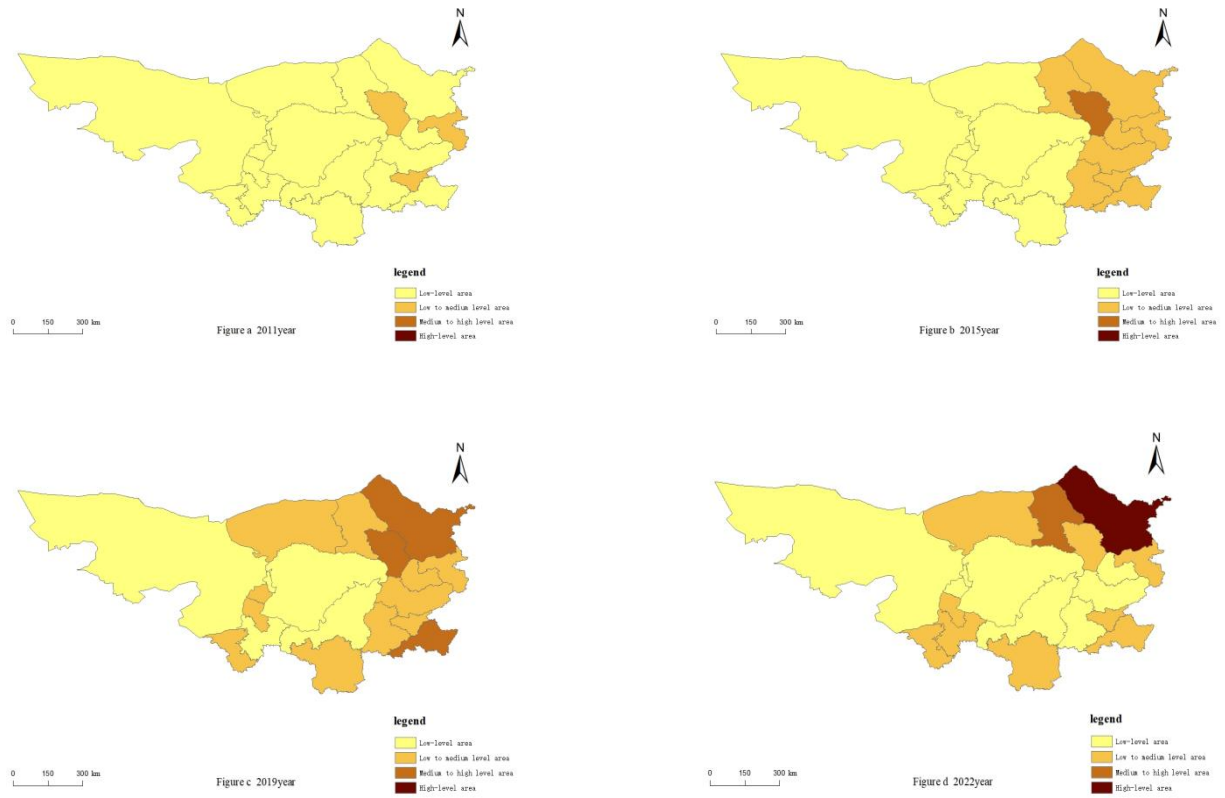 N
legend
Low-level area
Low to medium level area
Medium to high level area
High-level area
0 150 300 km
Figure a 2011year
N
legend
Low-level area
Low to medium level area
Medium to high level area
High-level area
0 150 300 km
Figure b 2015year
N
legend
Low-level area
Low to medium level area
Medium to high level area
High-level area
0 150 300 km
Figure c 2019year
N
legend
Low-level area
Low to medium level area
Medium to high level area
High-level area
0 150 300 km
Figure d 2022year